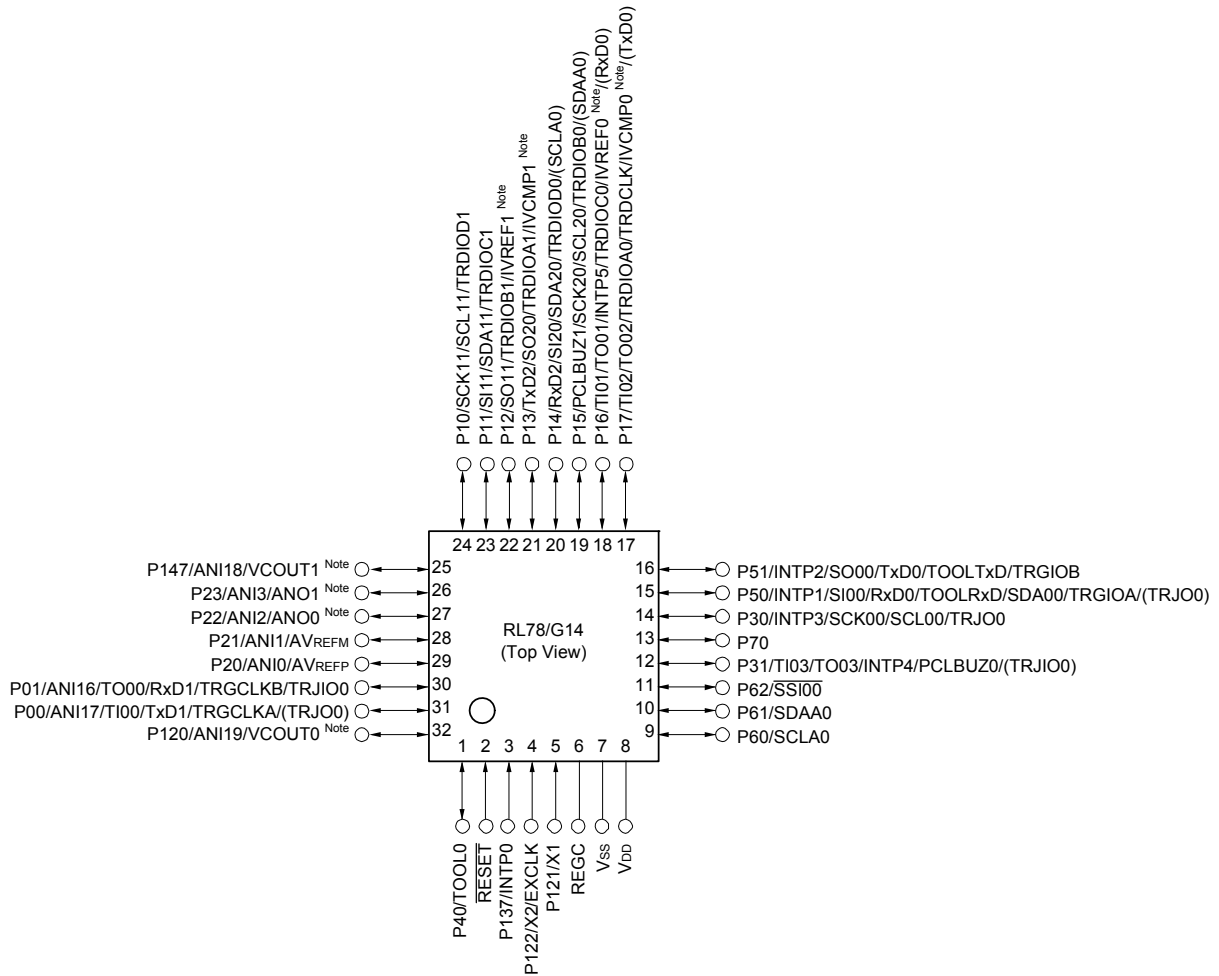 P10/SCK11/SCL11/TRDIOD1
P11/SI11/SDA11/TRDIOC1
P12/SO11/TRDIOB1/IVREF1 Note
P13/TxD2/SO20/TRDIOA1/IVCMP1 Note
P14/RxD2/SI20/SDA20/TRDIOD0/(SCLA0)
P15/PCLBUZ1/SCK20/SCL20/TRDIOB0/(SDAA0)
P16/TI01/TO01/INTP5/TRDIOC0/IVREF0 Note/(RxD0)
P17/TI02/TO02/TRDIOA0/TRDCLK/IVCMP0 Note/(TxD0)
24 23 22 21 20 19 18 17
P147/ANI18/VCOUT1 Note 25
P23/ANI3/ANO1 Note 26
P22/ANI2/ANO0 Note 27
P21/ANI1/AVREFM 28
P20/ANI0/AVREFP 29
P01/ANI16/TO00/RxD1/TRGCLKB/TRJIO0 30
P00/ANI17/TI00/TxD1/TRGCLKA/(TRJO0) 31
P120/ANI19/VCOUT0 Note 32
RL78/G14
(Top View)
16 P51/INTP2/SO00/TxD0/TOOLTxD/TRGIOB
15 P50/INTP1/SI00/RxD0/TOOLRxD/SDA00/TRGIOA/(TRJO0)
14 P30/INTP3/SCK00/SCL00/TRJO0
13 P70
12 P31/TI03/TO03/INTP4/PCLBUZ0/(TRJIO0)
11 P62/SSI00
10 P61/SDAA0
9 P60/SCLA0
1 2 3 4 5 6 7 8
P40/TOOL0
RESET
P137/INTP0
P122/X2/EXCLK
P121/X1
REGC
VSS
VDD